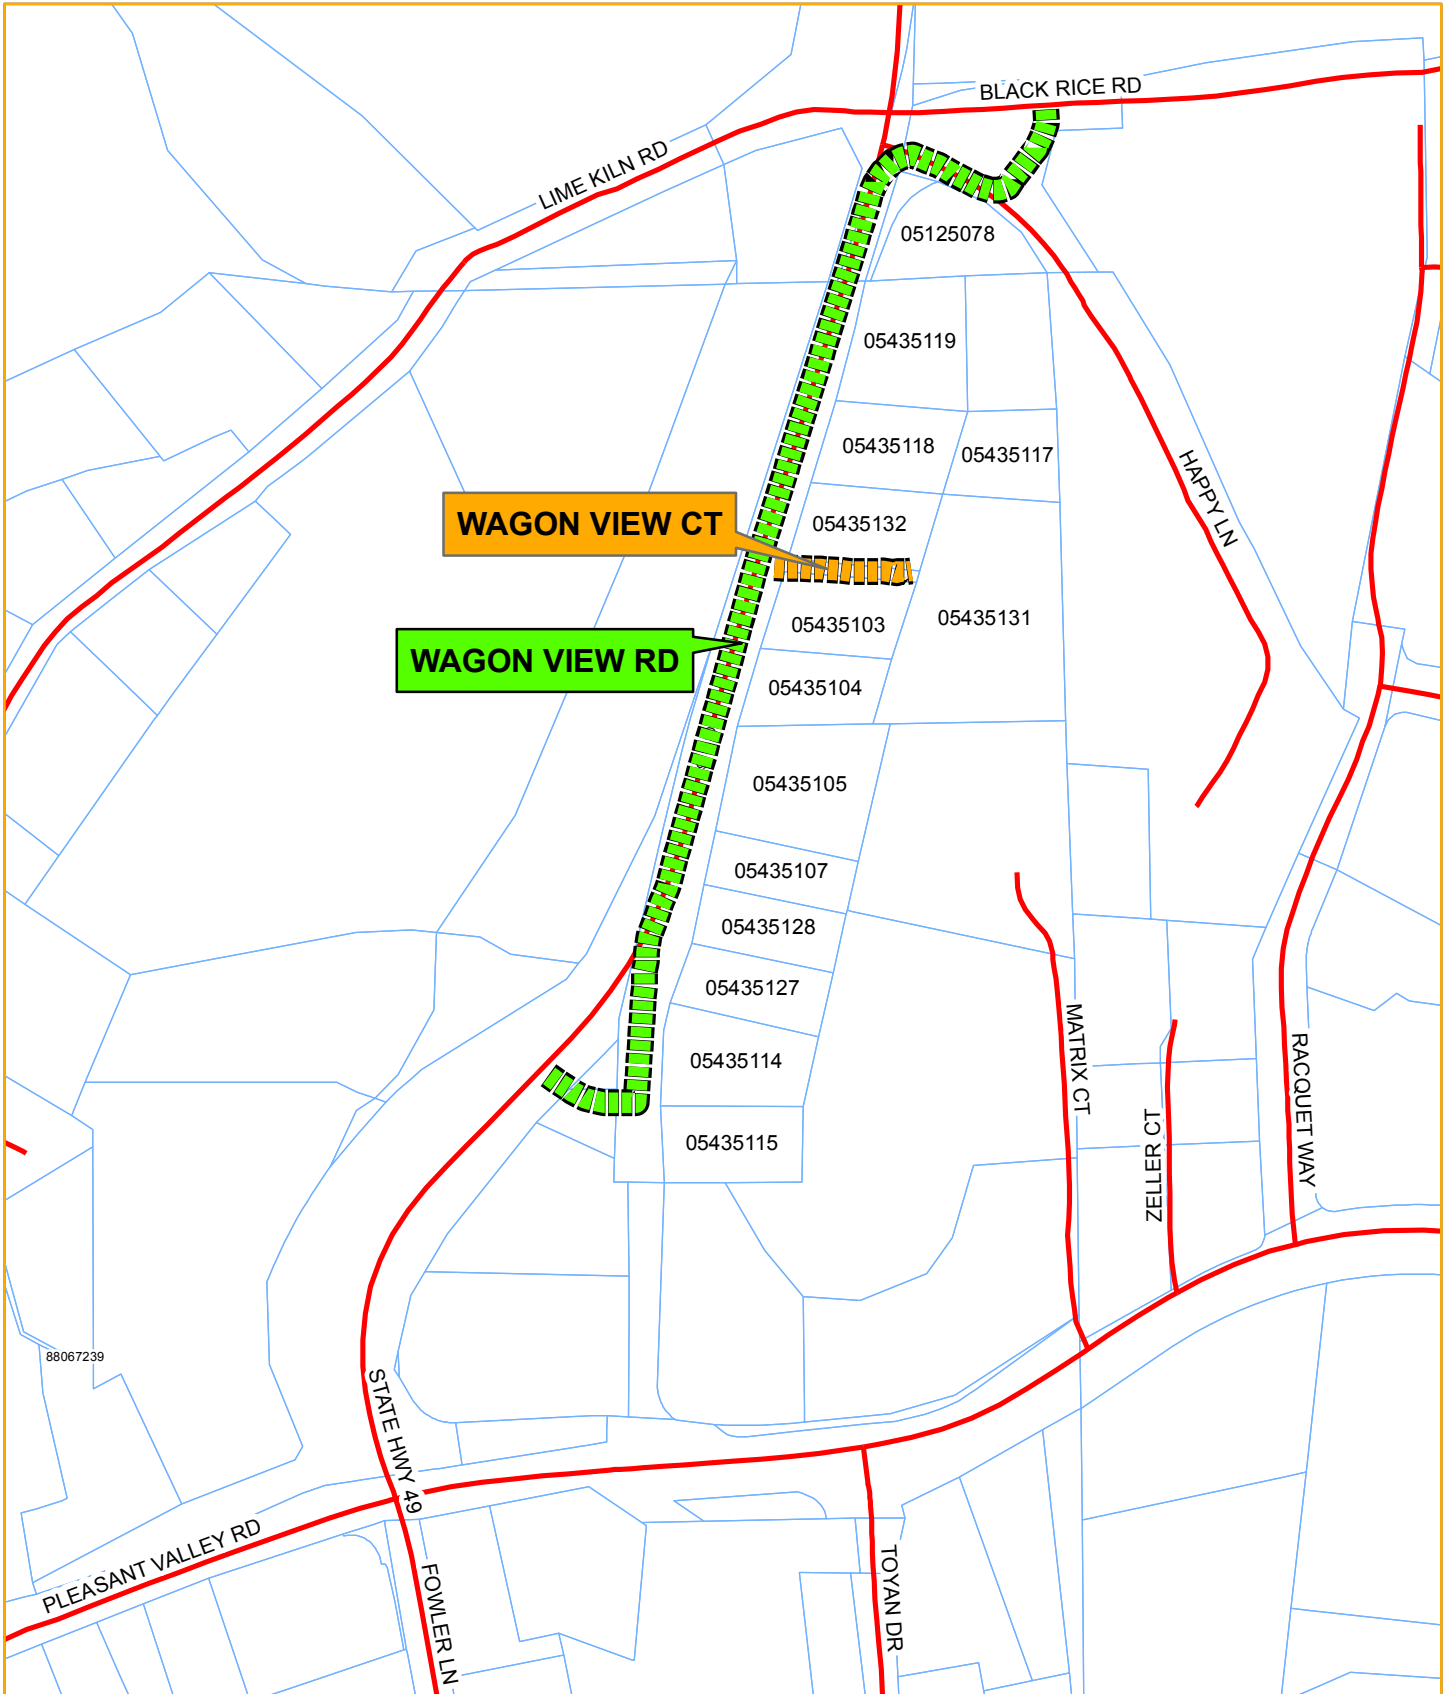 BLACK RICE RD
LIME KILN RD
05125078
05435119
05435118
05435117
HAPPY LN
WAGON VIEW CT
05435132
05435103
05435131
WAGON VIEW RD
05435104
05435105
05435107
05435128
05435127
05435114
MATRIX CT
RACQUET WAY
ZELLER CT
05435115
88067239
STATE HWY 49
PLEASANT VALLEY RD
FOWLER LN
TOYAN DR